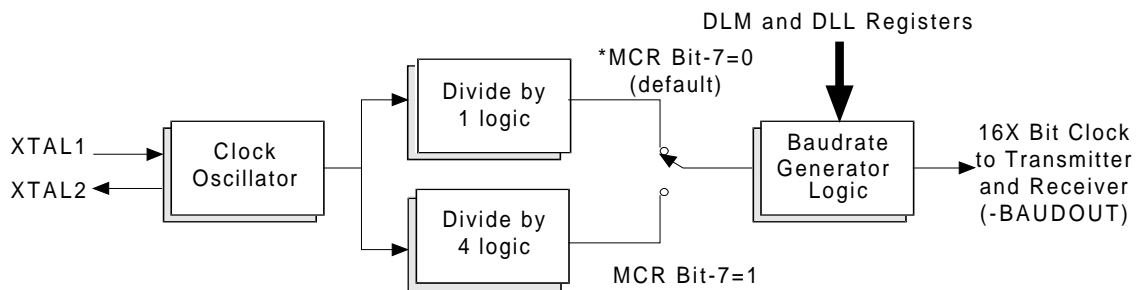 DLM and DLL Registers
*MCR Bit-7=0
(default)
Divide by
1 logic
XTAL1
XTAL2
Clock
Oscillator
Baudrate
Generator
Logic
16X Bit Clock
to Transmitter
and Receiver
(-BAUDOUT)
Divide by
4 logic
MCR Bit-7=1